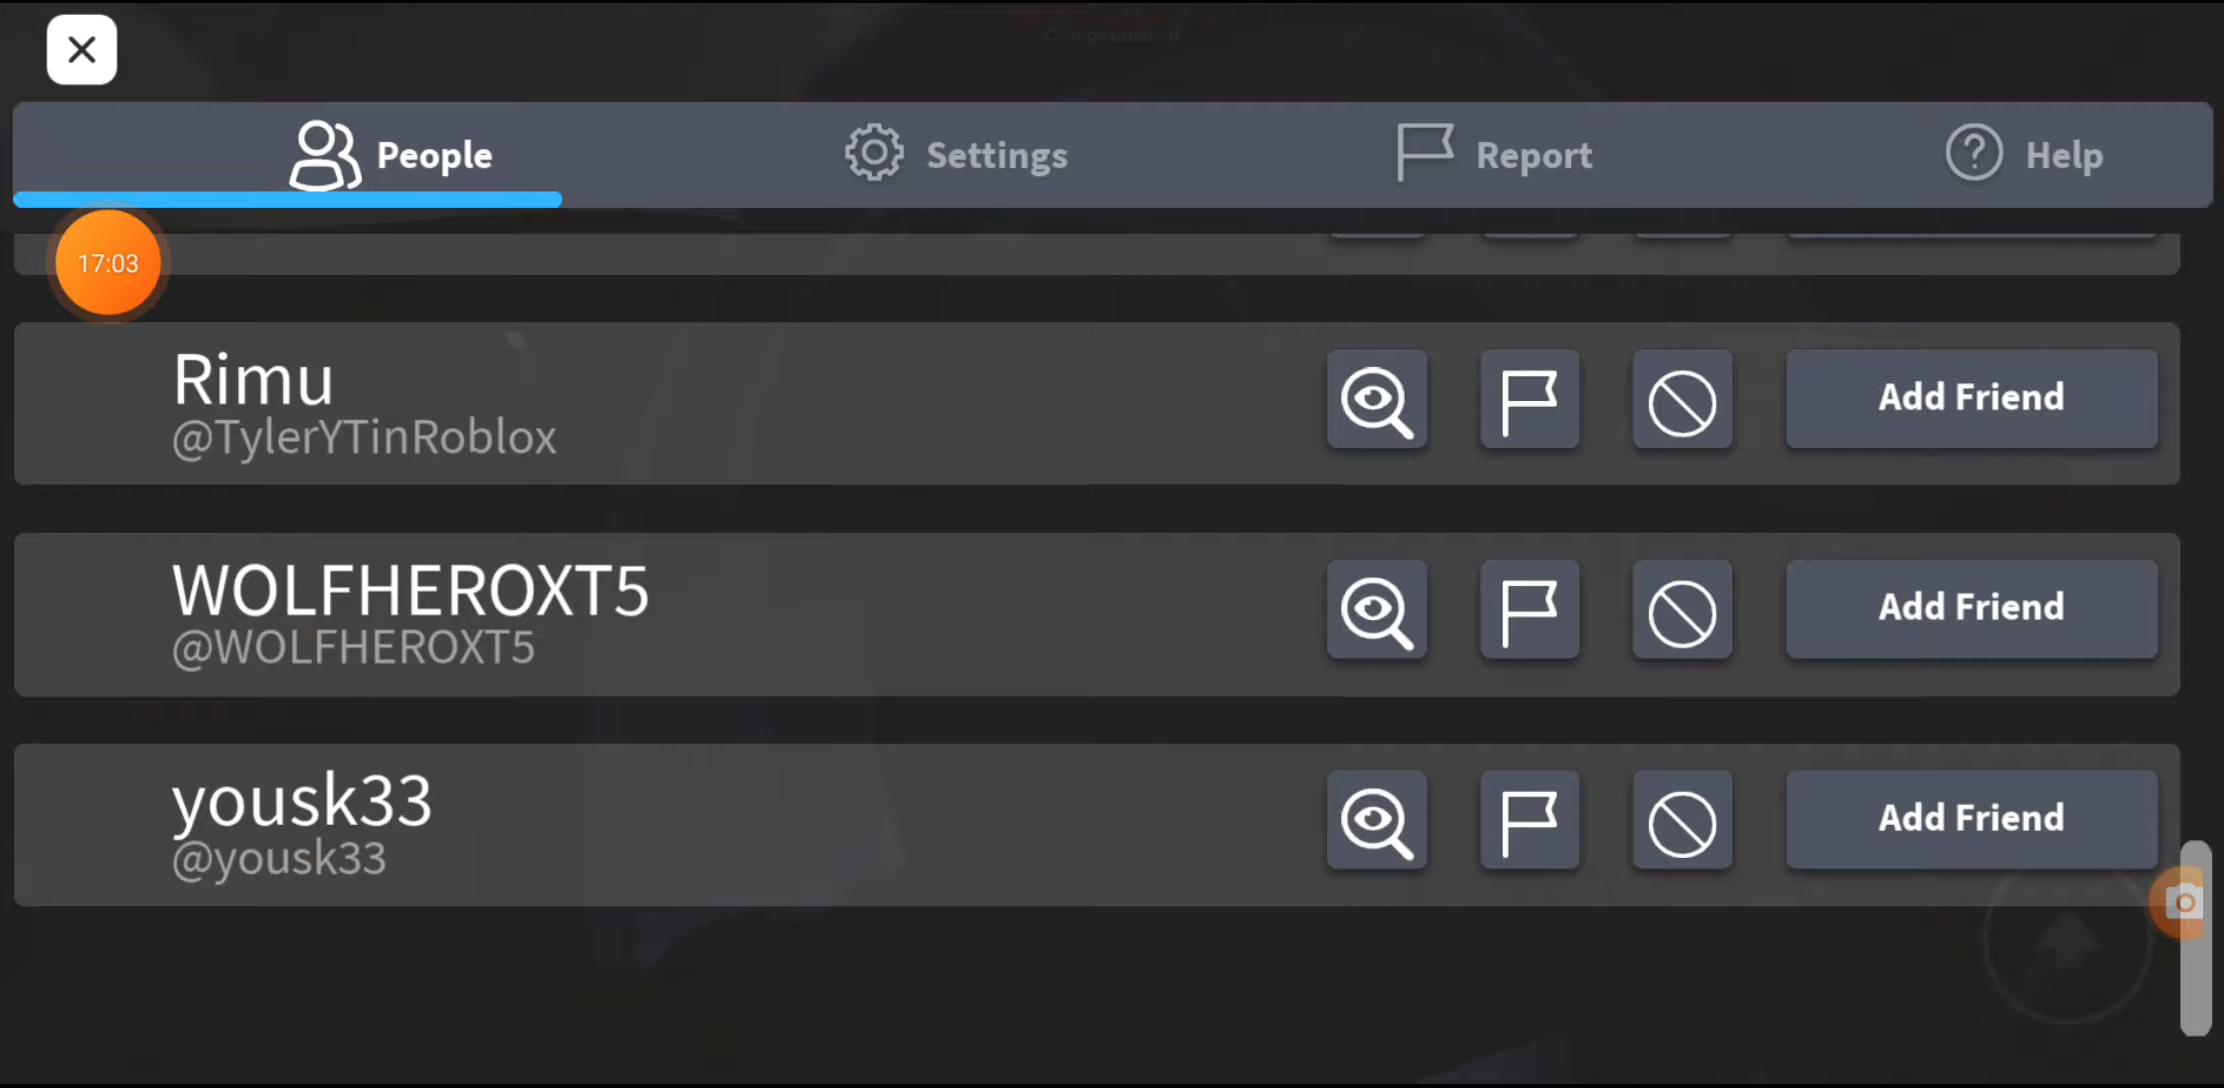 People
Settings
Report
Help
17:03
Rimu
@TylerYTinRoblox
Add Friend
WOLFHEROXT5
@WOLFHEROXT5
Add Friend
yousk33
@yousk33
Add Friend